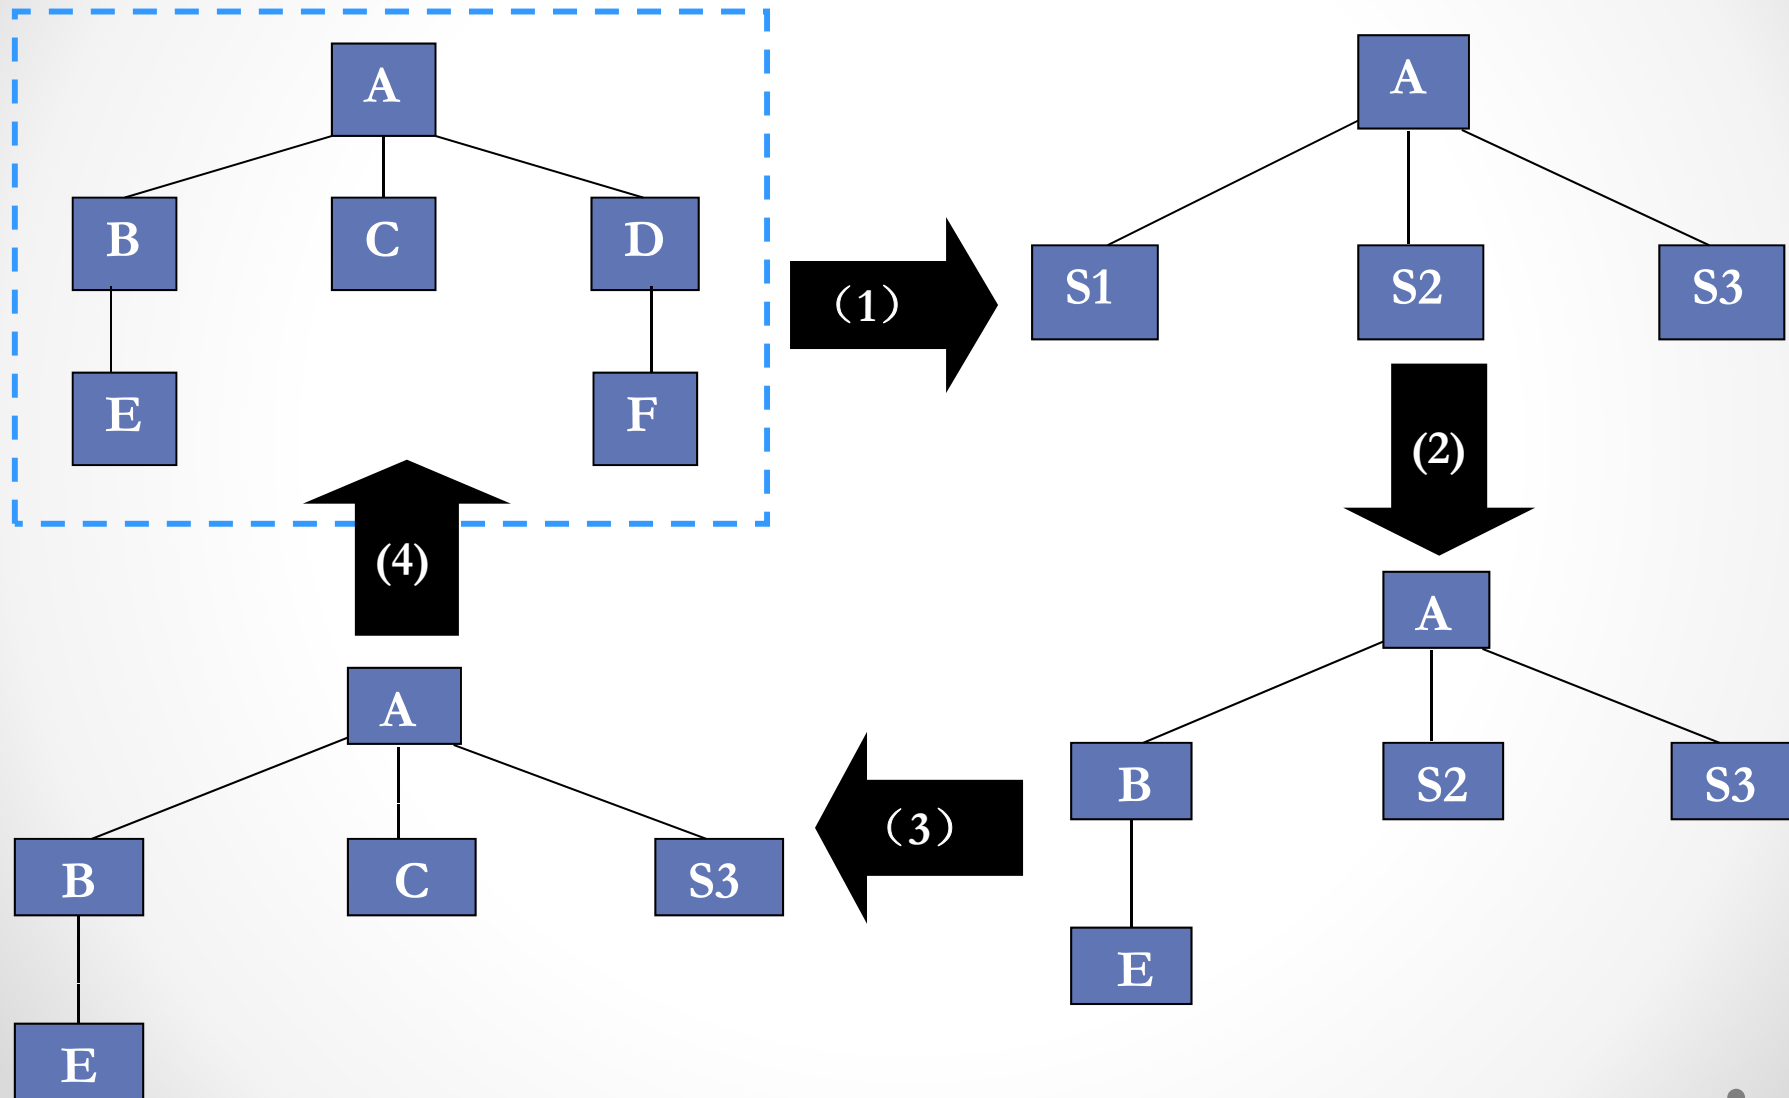 A
B C D
E F
（1）
A
S1 S2 S3
(2)
A
B S2 S3
E
（3）
A
B C S3
E
(4)